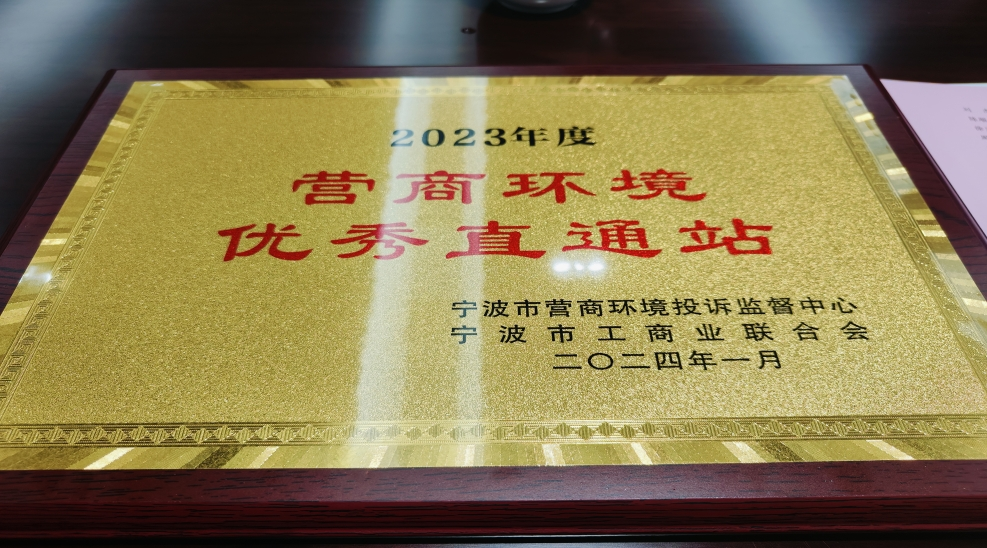 2023年度
营商环境
优秀直通站
宁波市营商环境投诉监督中心
宁波市工商业联合会
二〇二四年一月